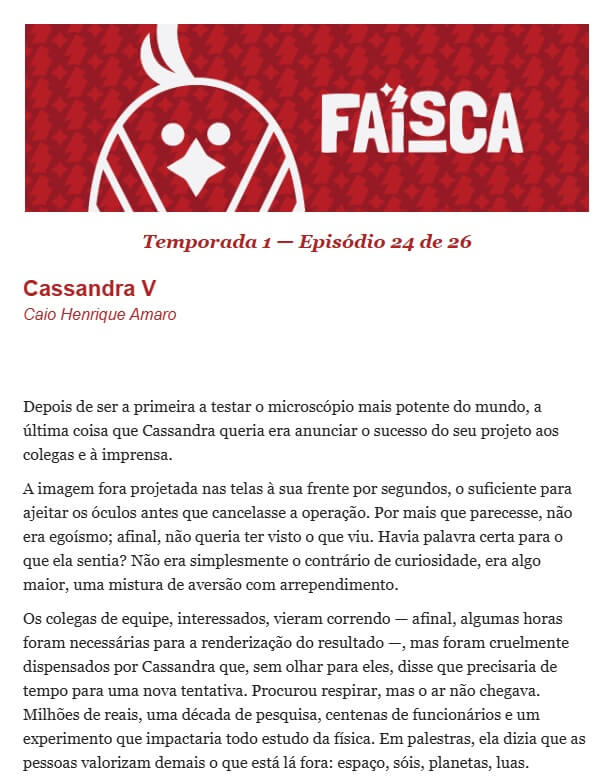 FAÍSCA
Temporada 1 — Episódio 24 de 26
Cassandra V
Caio Henrique Amaro
Depois de ser a primeira a testar o microscópio mais potente do mundo, a
última coisa que Cassandra queria era anunciar o sucesso do seu projeto aos
colegas e à imprensa.
A imagem fora projetada nas telas à sua frente por segundos, o suficiente para
ajeitar os óculos antes que cancelasse a operação. Por mais que parecesse, não
era egoísmo; afinal, não queria ter visto o que viu. Havia palavra certa para o
que ela sentia? Não era simplesmente o contrário de curiosidade, era algo
maior, uma mistura de aversão com arrependimento.
Os colegas de equipe, interessados, vieram correndo — afinal, algumas horas
foram necessárias para a renderização do resultado —, mas foram cruelmente
dispensados por Cassandra que, sem olhar para eles, disse que precisaria de
tempo para uma nova tentativa. Procurou respirar, mas o ar não chegava.
Milhões de reais, uma década de pesquisa, centenas de funcionários e um
experimento que impactaria todo estudo da física. Em palestras, ela dizia que as
pessoas valorizam demais o que está lá fora: espaço, sóis, planetas, luas.